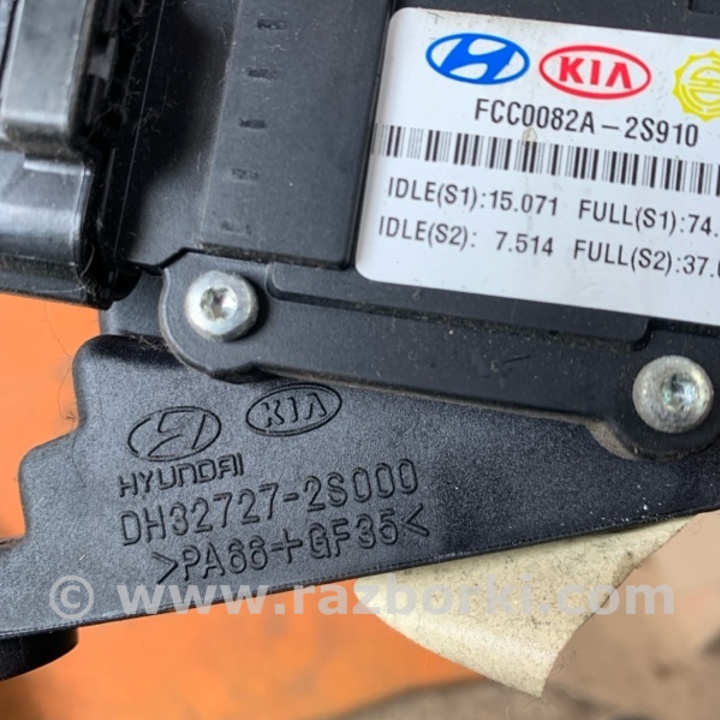 KIA
FCC0082A-2S910
IDLE(S1):15.071 FULL(S1):74.
IDLE(S2): 7.514 FULL(S2):37.
KIA
HYUNDAI
DH32727-2S000
>PA66+GF35<
© www.razborki.com/